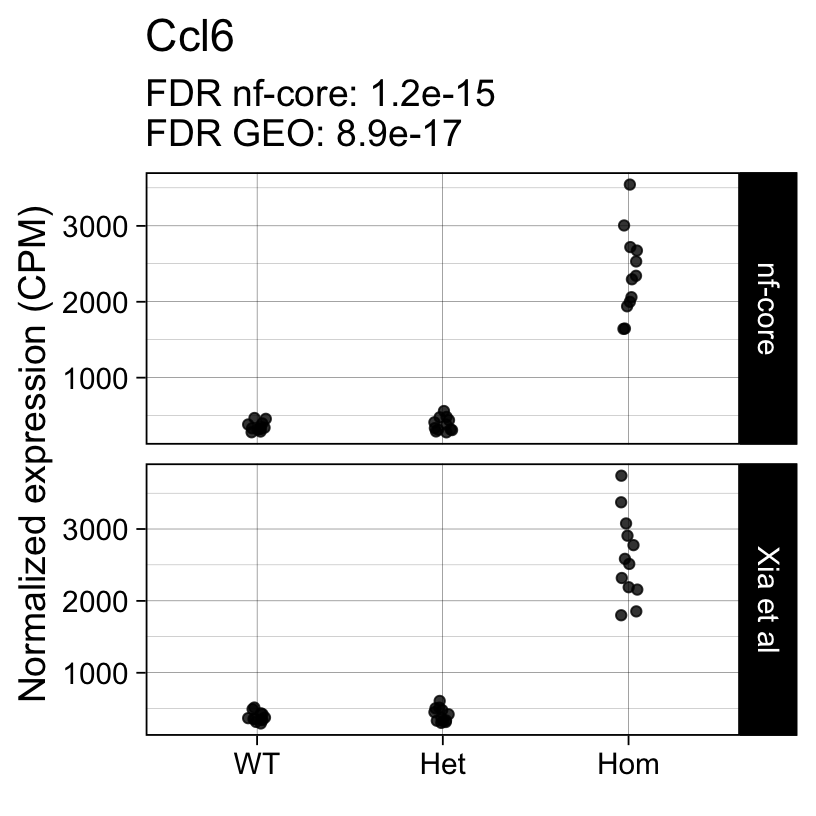 Ccl6
FDR nf-core: 1.2e-15
FDR GEO: 8.9e-17
Normalized expression (CPM)
3000
2000
1000
nf-core
3000
2000
1000
Xia et al
WT Het Hom